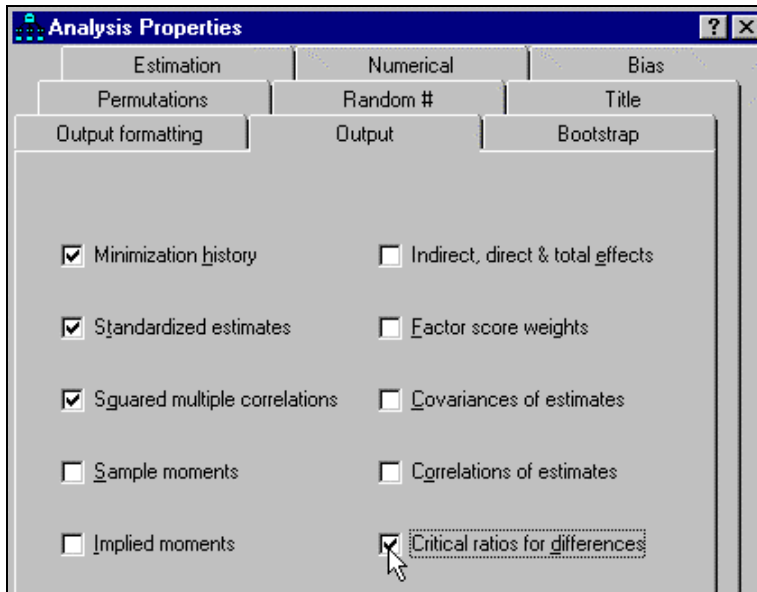 Analysis Properties
Estimation Numerical Bias
Permutations Random # Title
Output formatting Output Bootstrap
Minimization history Indirect, direct & total effects
Standardized estimates Factor score weights
Squared multiple correlations Covariances of estimates
Sample moments Correlations of estimates
Implied moments Critical ratios for differences